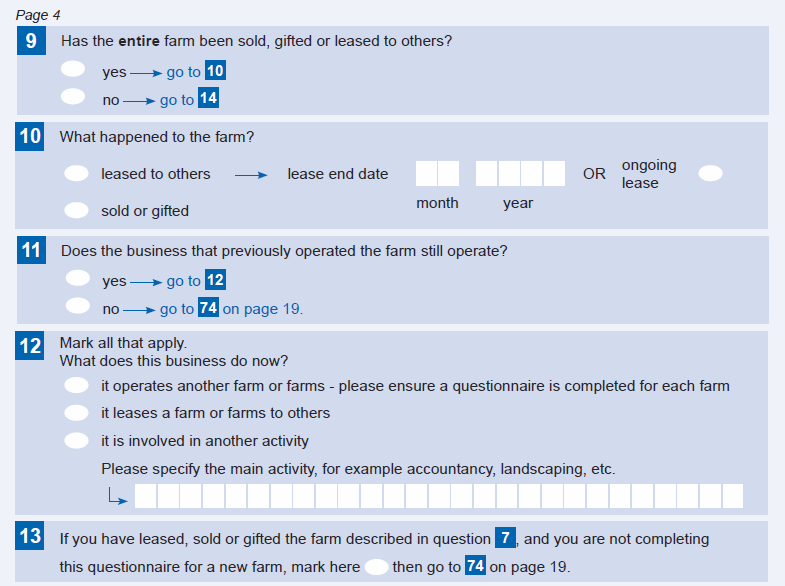 Page 4
9 Has the entire farm been sold, gifted or leased to others?
yes go to 10
no go to 14
10 What happened to the farm?
leased to others lease end date OR ongoing lease
month year
sold or gifted
11 Does the business that previously operated the farm still operate?
yes go to 12
no go to 74 on page 19.
12 Mark all that apply.
What does this business do now?
it operates another farm or farms - please ensure a questionnaire is completed for each farm
it leases a farm or farms to others
it is involved in another activity
Please specify the main activity, for example accountancy, landscaping, etc.
13 If you have leased, sold or gifted the farm described in question 7, and you are not completing
this questionnaire for a new farm, mark here then go to 74 on page 19.